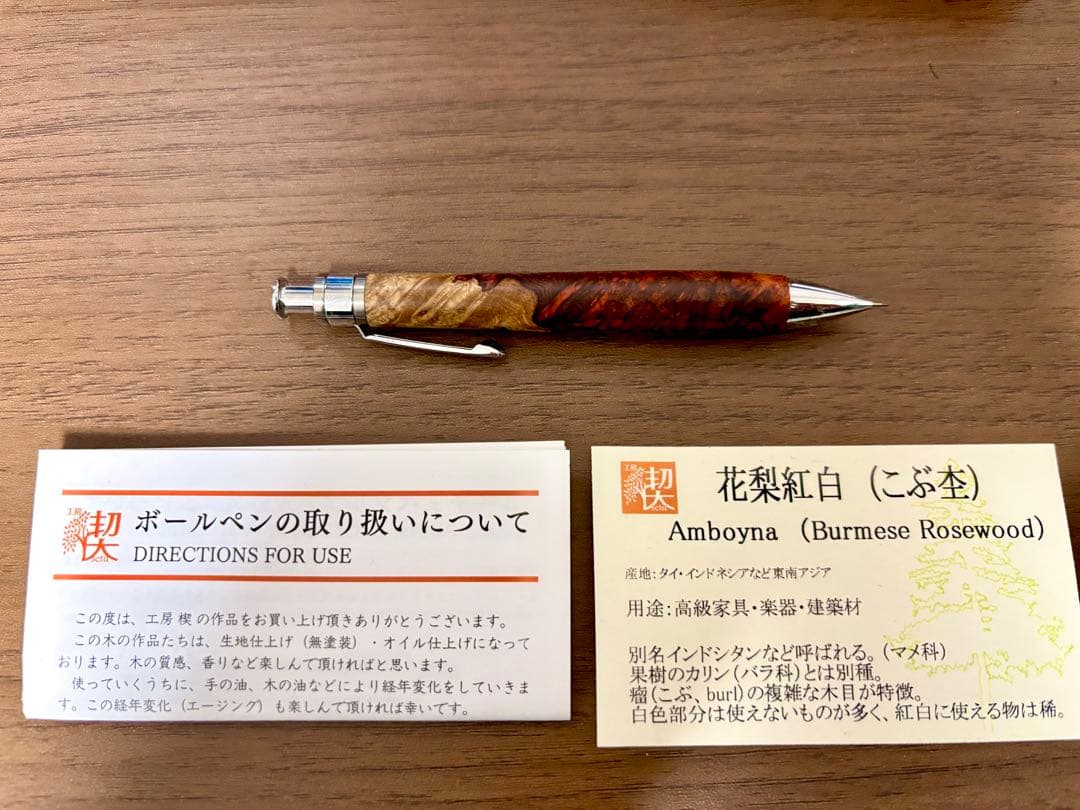 工房
楔
setu
ボールペンの取り扱いについて
DIRECTIONS FOR USE
この度は、工房 楔 の作品をお買い上げ頂きありがとうございます。
この木の作品たちは、生地仕上げ（無塗装）・オイル仕上げになって
おります。木の質感、香りなど楽しんで頂ければと思います。
使っていくうちに、手の油、木の油などにより経年変化をしていきま
す。この経年変化（エージング）も楽しんで頂ければ幸いです。
工房
楔
setu
花梨紅白 （こぶ杢）
Amboyna （Burmese Rosewood）
産地：タイ・インドネシアなど東南アジア
用途：高級家具・楽器・建築材
別名インドシタンなど呼ばれる。（マメ科）
果樹のカリン（バラ科）とは別種。
瘤（こぶ、burl）の複雑な木目が特徴。
白色部分は使えないものが多く、紅白に使える物は稀。